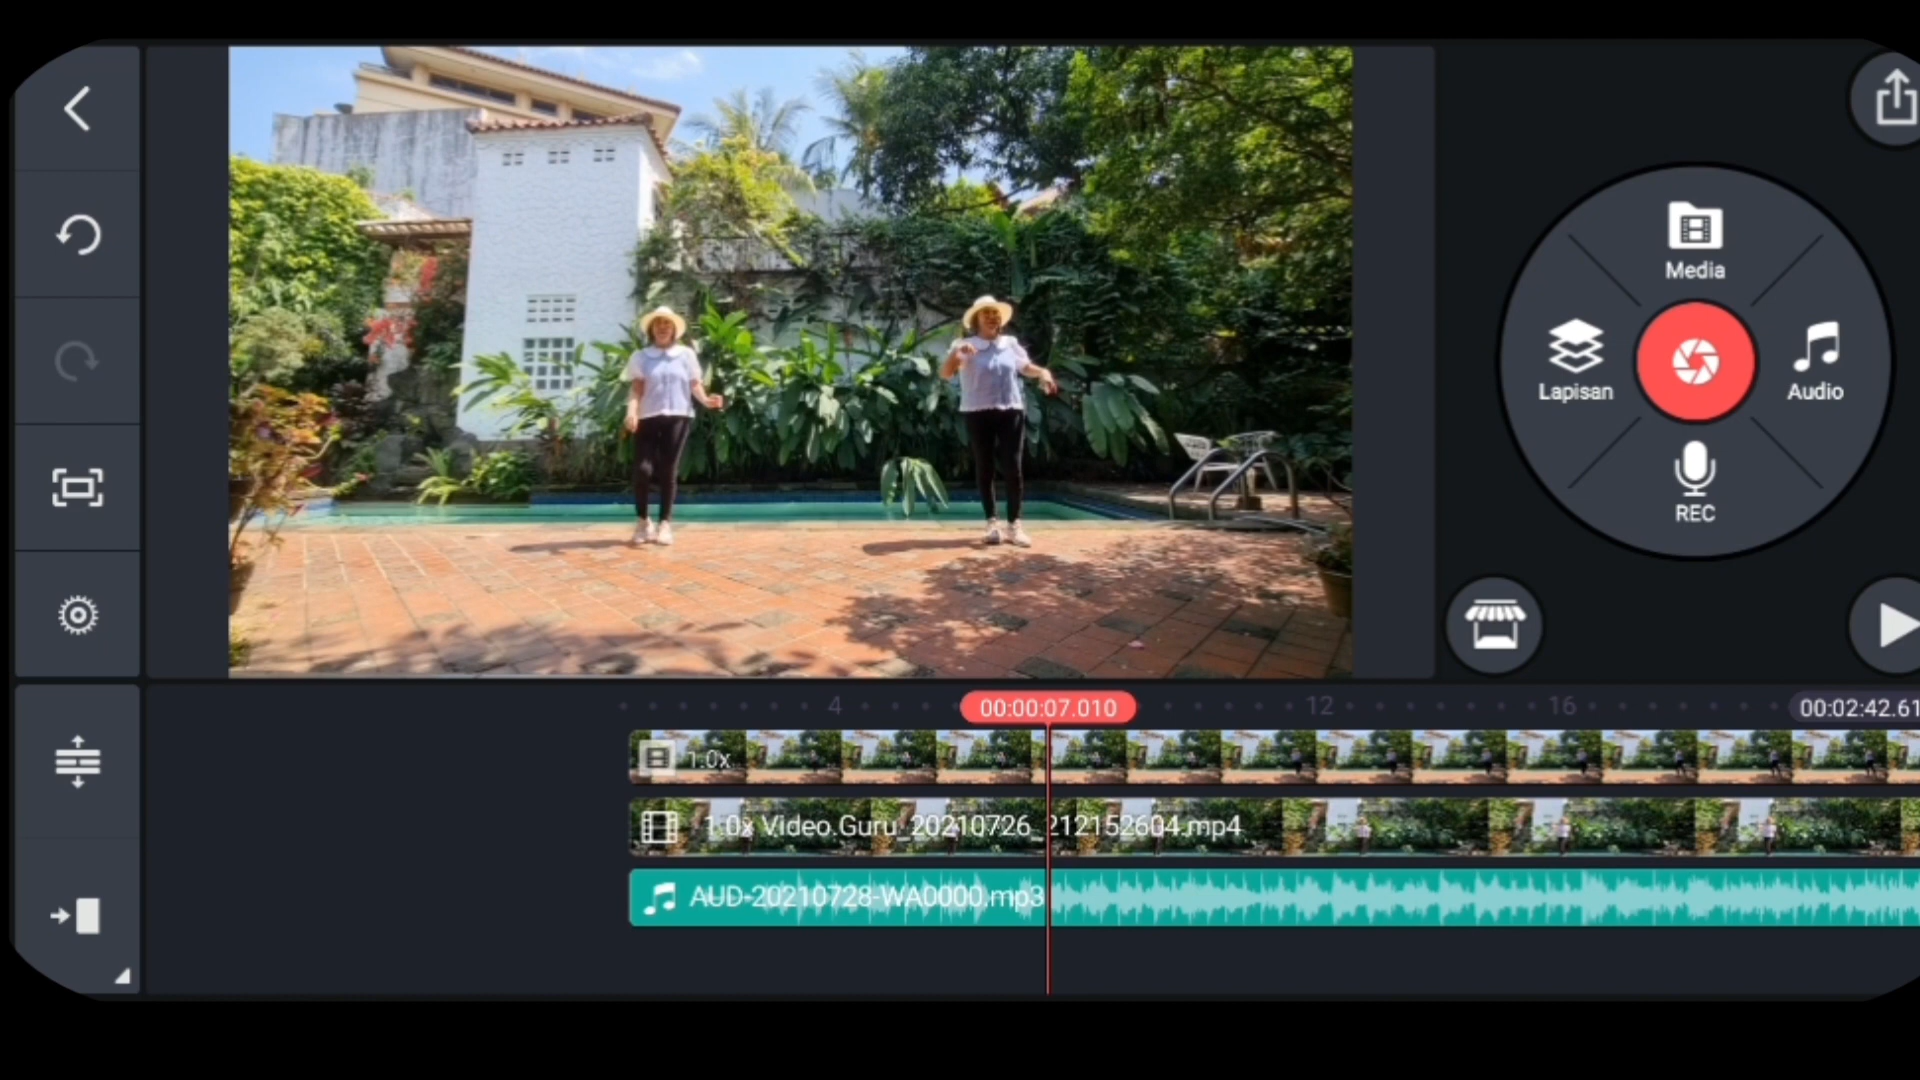 Media
Lapisan
Audio
REC
4
00:00:07.010
12
16
00:02:42.61
1.0x
1.0x Video.Guru_20210726_212152604.mp4
AUD-20210728-WA0000.mp3